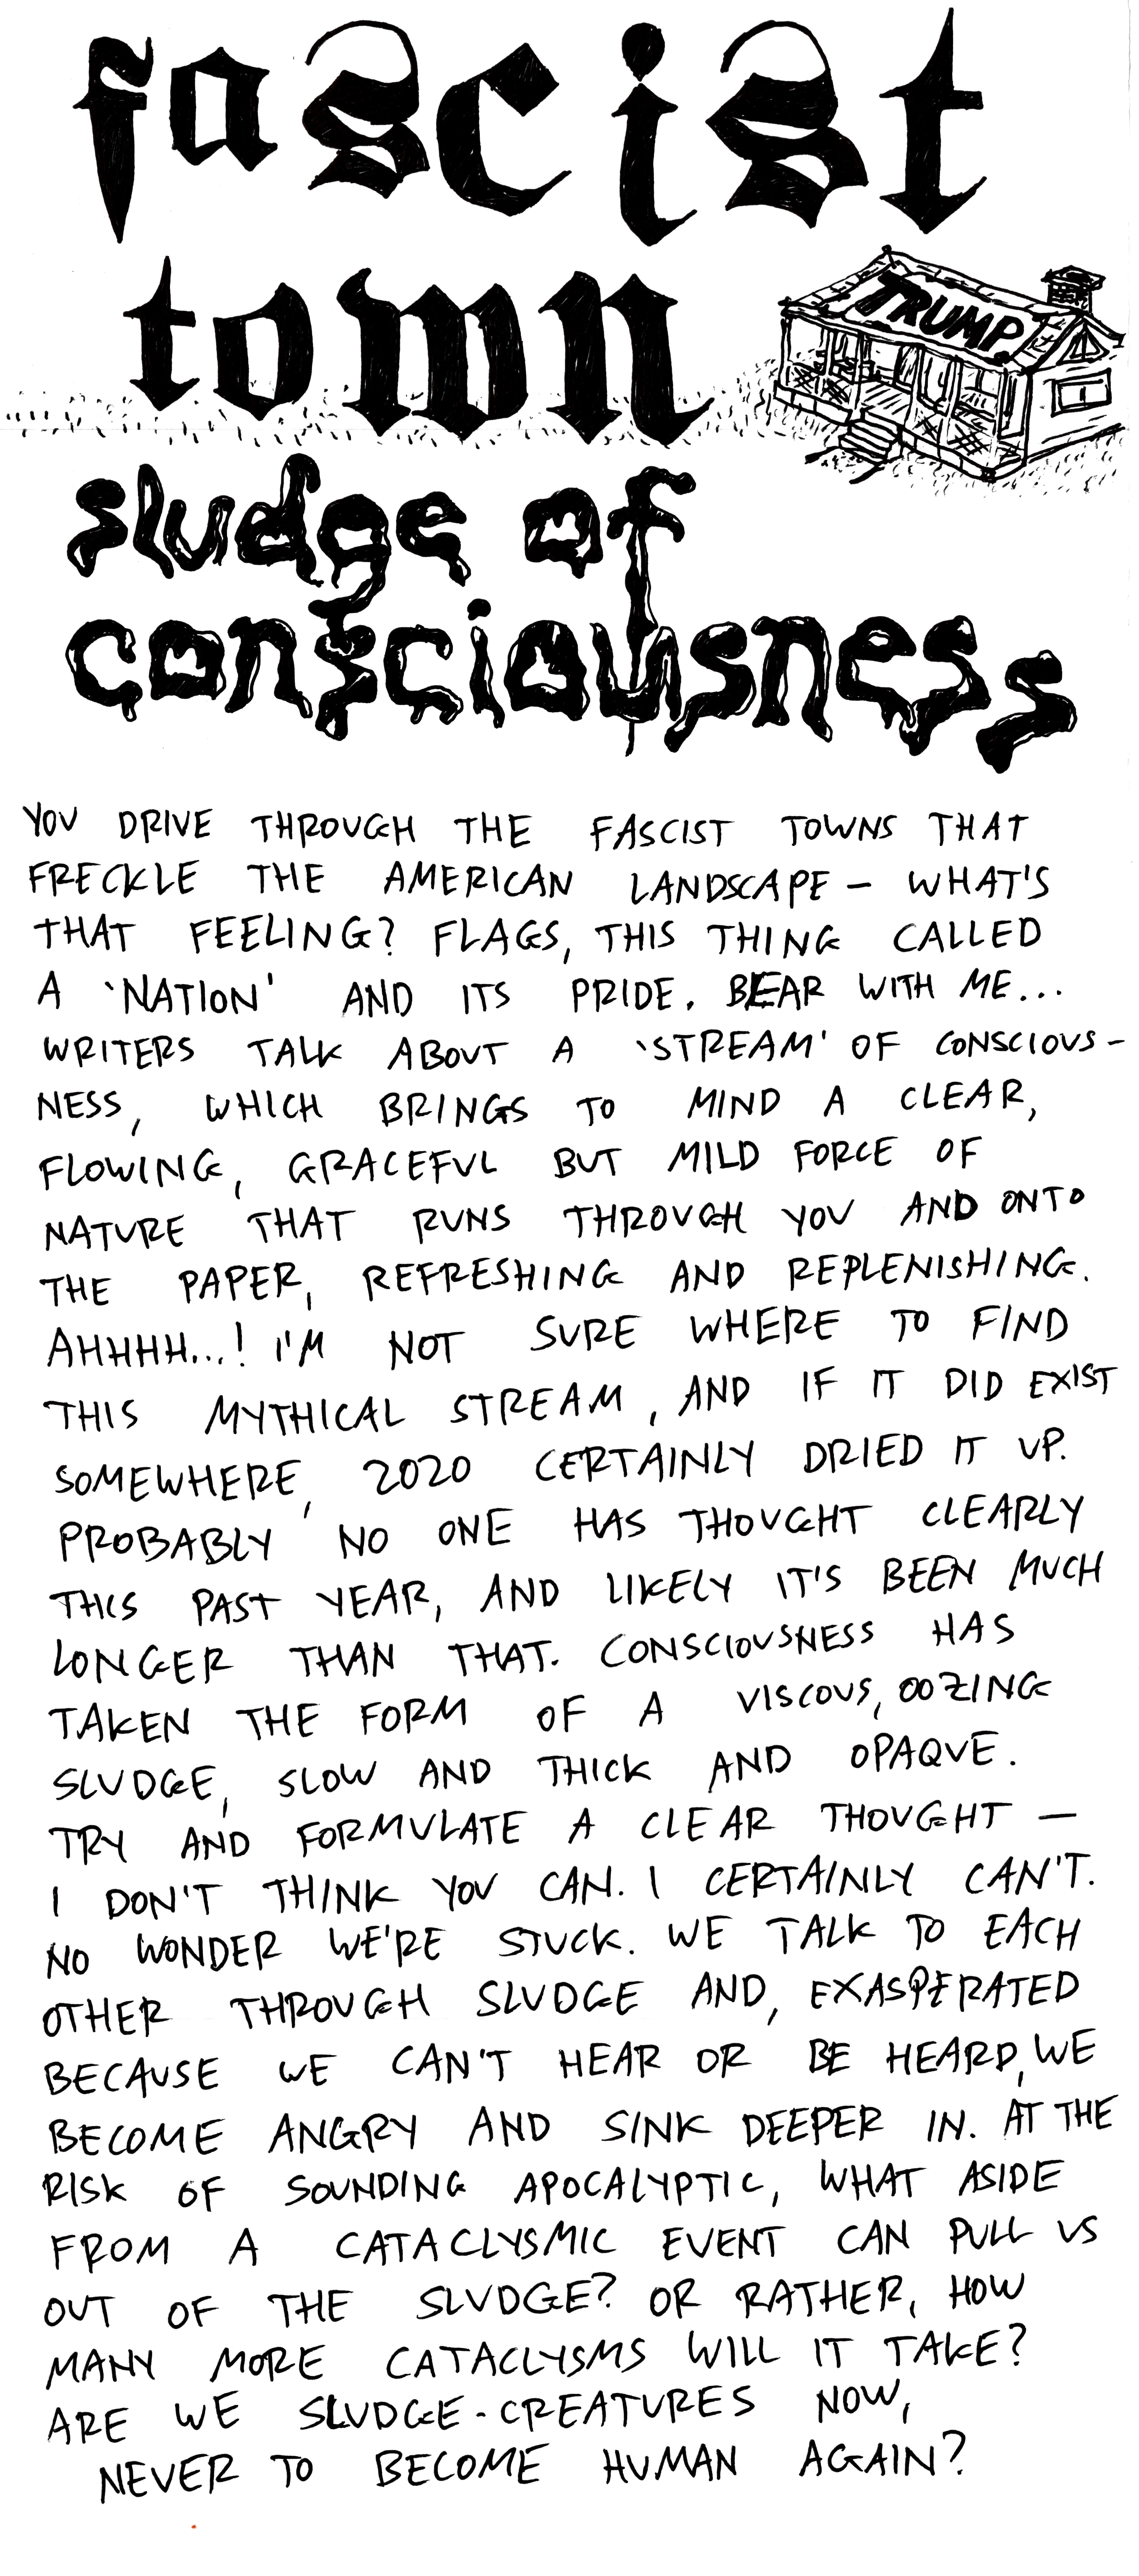 fascist
town
TRUMP
sludge of
consciousness
YOU DRIVE THROUGH THE FASCIST TOWNS THAT
FRECKLE THE AMERICAN LANDSCAPE – WHAT'S
THAT FEELING? FLAGS, THIS THING CALLED
A 'NATION' AND ITS PRIDE. BEAR WITH ME...
WRITERS TALK ABOUT A 'STREAM' OF CONSCIOUS-
NESS, WHICH BRINGS TO MIND A CLEAR,
FLOWING, GRACEFUL BUT MILD FORCE OF
NATURE THAT RUNS THROUGH YOU AND ONTO
THE PAPER, REFRESHING AND REPLENISHING.
AHHHH...! I'M NOT SURE WHERE TO FIND
THIS MYTHICAL STREAM, AND IF IT DID EXIST
SOMEWHERE, 2020 CERTAINLY DRIED IT UP.
PROBABLY NO ONE HAS THOUGHT CLEARLY
THIS PAST YEAR, AND LIKELY IT'S BEEN MUCH
LONGER THAN THAT. CONSCIOUSNESS HAS
TAKEN THE FORM OF A VISCOUS, OOZING
SLUDGE, SLOW AND THICK AND OPAQUE.
TRY AND FORMULATE A CLEAR THOUGHT –
I DON'T THINK YOU CAN. I CERTAINLY CAN'T.
NO WONDER WE'RE STUCK. WE TALK TO EACH
OTHER THROUGH SLUDGE AND, EXASPERATED
BECAUSE WE CAN'T HEAR OR BE HEARD, WE
BECOME ANGRY AND SINK DEEPER IN. AT THE
RISK OF SOUNDING APOCALYPTIC, WHAT ASIDE
FROM A CATACLYSMIC EVENT CAN PULL US
OUT OF THE SLUDGE? OR RATHER, HOW
MANY MORE CATACLYSMS WILL IT TAKE?
ARE WE SLUDGE-CREATURES NOW,
NEVER TO BECOME HUMAN AGAIN?